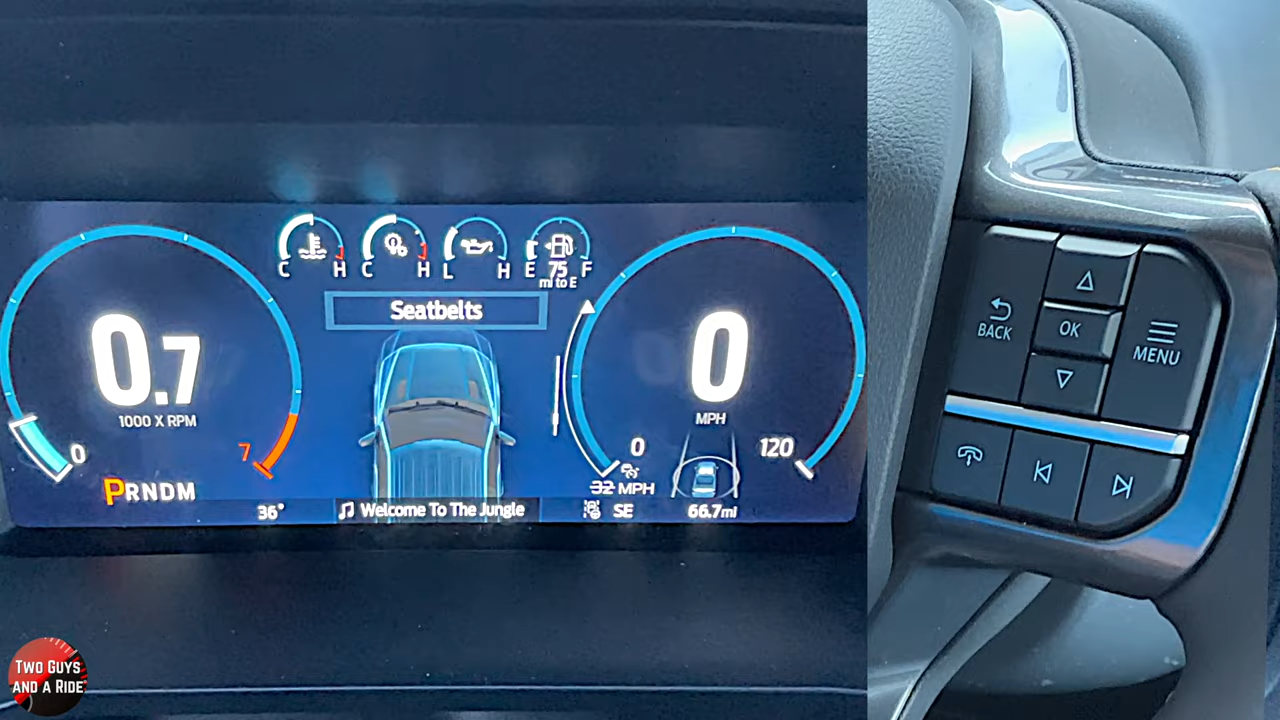 C H
C H
L H
E F
75
mi to E
Seatbelts
0.7
1000 X RPM
0
7
PRNDM
36°
Welcome To The Jungle
0
MPH
0
120
32 MPH
SE
66.7mi
BACK
OK
MENU
TWO GUYS
AND A RIDE